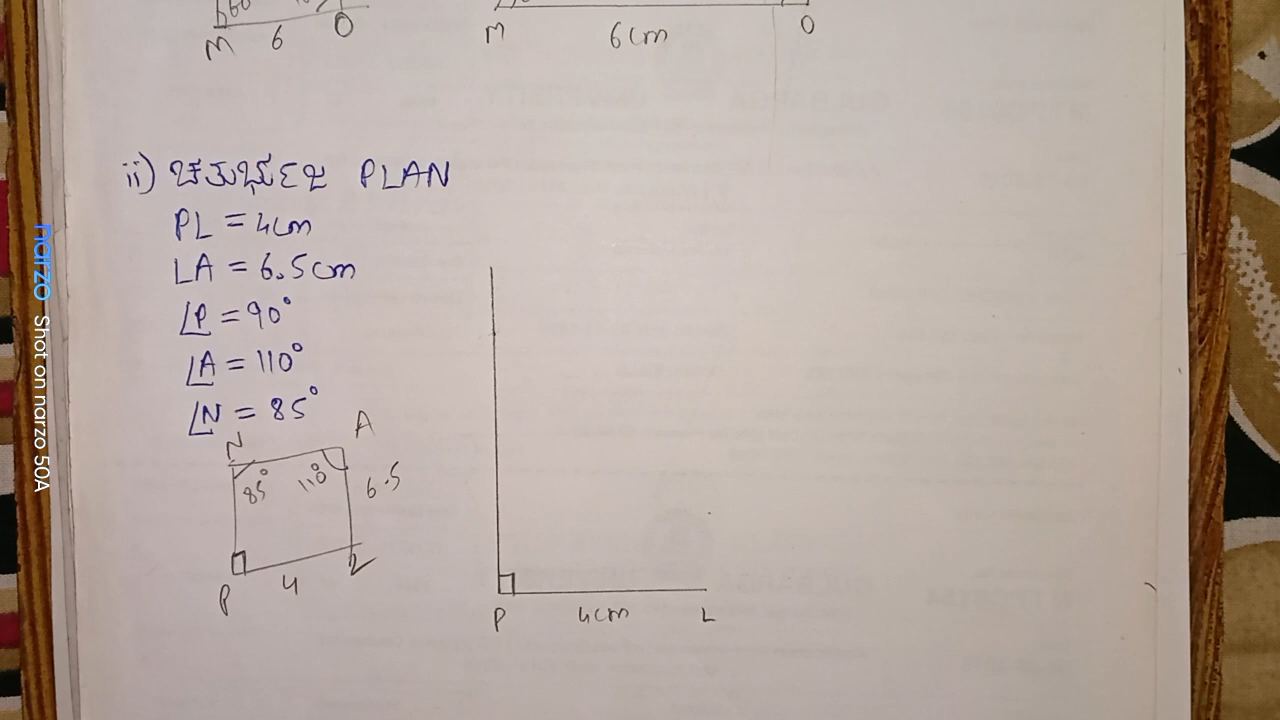 60
M 6 O
M 6cm O
ii) ಚತುರ್ಭುಜ PLAN
PL = 4cm
LA = 6.5cm
∠P = 90°
∠A = 110°
∠N = 85°
N A
85° 110° 6.5
P 4 L
P 4cm L
narzo Shot on narzo 50A